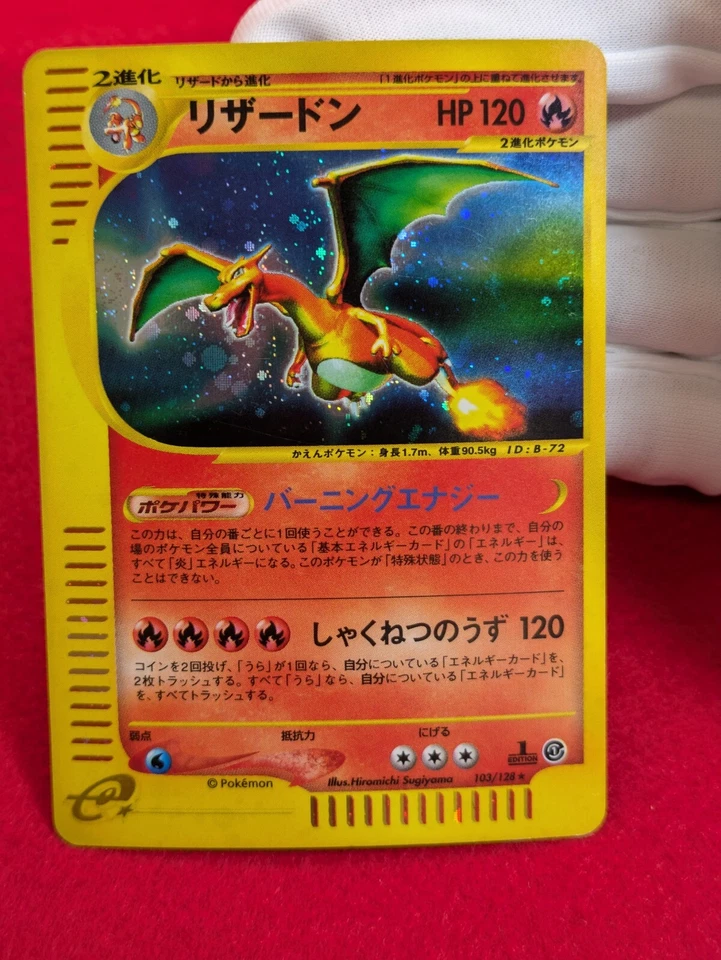 2進化 リザードから進化 「1進化ポケモン」の上に重ねて進化させます
リザードン HP 120
2進化ポケモン
かえんポケモン:身長1.7m、体重90.5kg ID:B-72
特殊能力
ポケパワー バーニングエナジー
この力は、自分の番ごとに1回使うことができる。この番の終わりまで、自分の
場のポケモン全員についている「基本エネルギーカード」の「エネルギー」は、
すべて「炎」エネルギーになる。このポケモンが「特殊状態」のとき、この力を使う
ことはできない。
しゃくねつのうず 120
コインを2回投げ、「うら」が1回なら、自分についている「エネルギーカード」を、
2枚トラッシュする。すべて「うら」なら、自分についている「エネルギーカード」
を、すべてトラッシュする。
弱点 抵抗力 にげる
1
EDITION
© Pokémon Illus.Hiromichi Sugiyama 103/128 ★
e